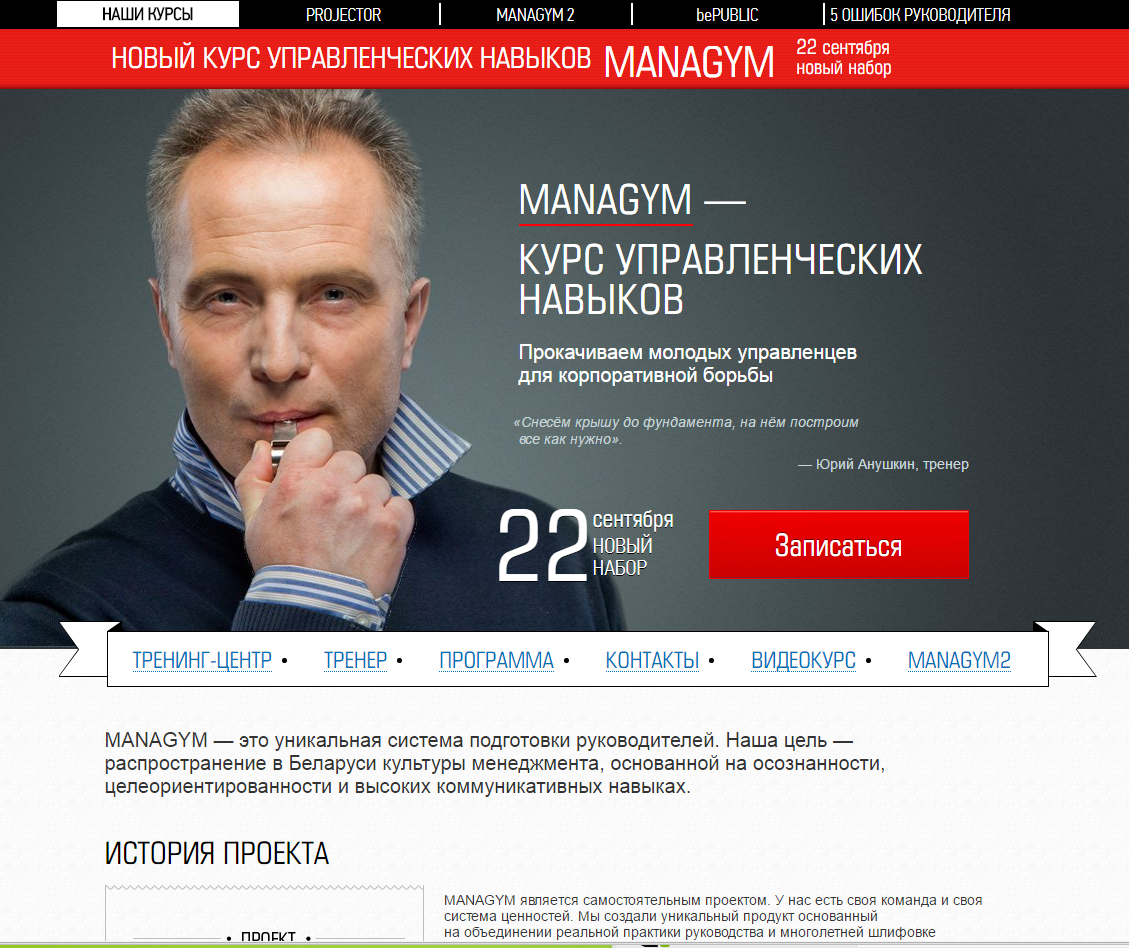 НАШИ КУРСЫ
PROJECTOR
MANAGYM 2
bePUBLIC
5 ОШИБОК РУКОВОДИТЕЛЯ
НОВЫЙ КУРС УПРАВЛЕНЧЕСКИХ НАВЫКОВ MANAGYM
22 сентября
новый набор
MANAGYM —
КУРС УПРАВЛЕНЧЕСКИХ
НАВЫКОВ
Прокачиваем молодых управленцев
для корпоративной борьбы
«Снесём крышу до фундамента, на нём построим
все как нужно».
— Юрий Анушкин, тренер
22
сентября
НОВЫЙ
НАБОР
Записаться
ТРЕНИНГ-ЦЕНТР • ТРЕНЕР • ПРОГРАММА • КОНТАКТЫ • ВИДЕОКУРС • MANAGYM2
MANAGYM — это уникальная система подготовки руководителей. Наша цель —
распространение в Беларуси культуры менеджмента, основанной на осознанности,
целеориентированности и высоких коммуникативных навыках.
ИСТОРИЯ ПРОЕКТА
• ПРОЕКТ •
MANAGYM является самостоятельным проектом. У нас есть своя команда и своя
система ценностей. Мы создали уникальный продукт основанный
на объединении реальной практики руководства и многолетней шлифовке